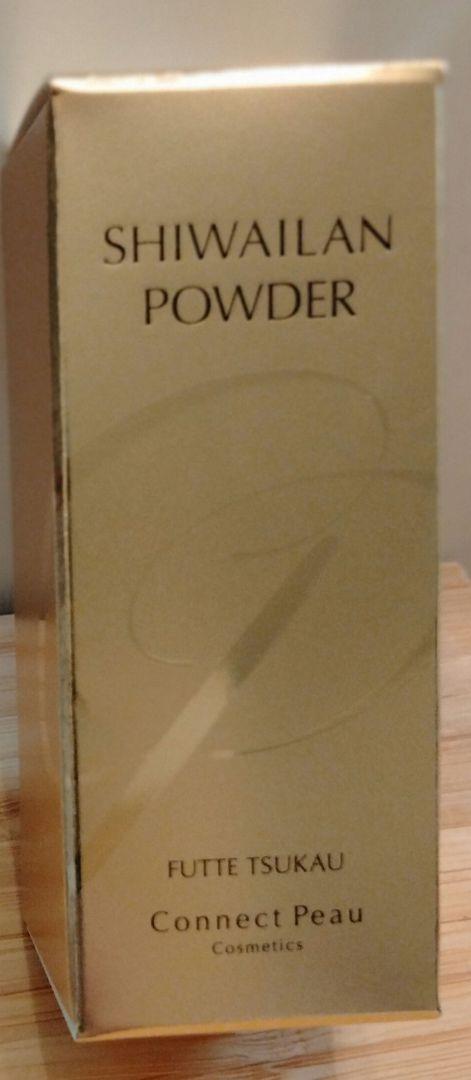 SHIWAILAN
POWDER
FUTTE TSUKAU
Connect Peau
Cosmetics